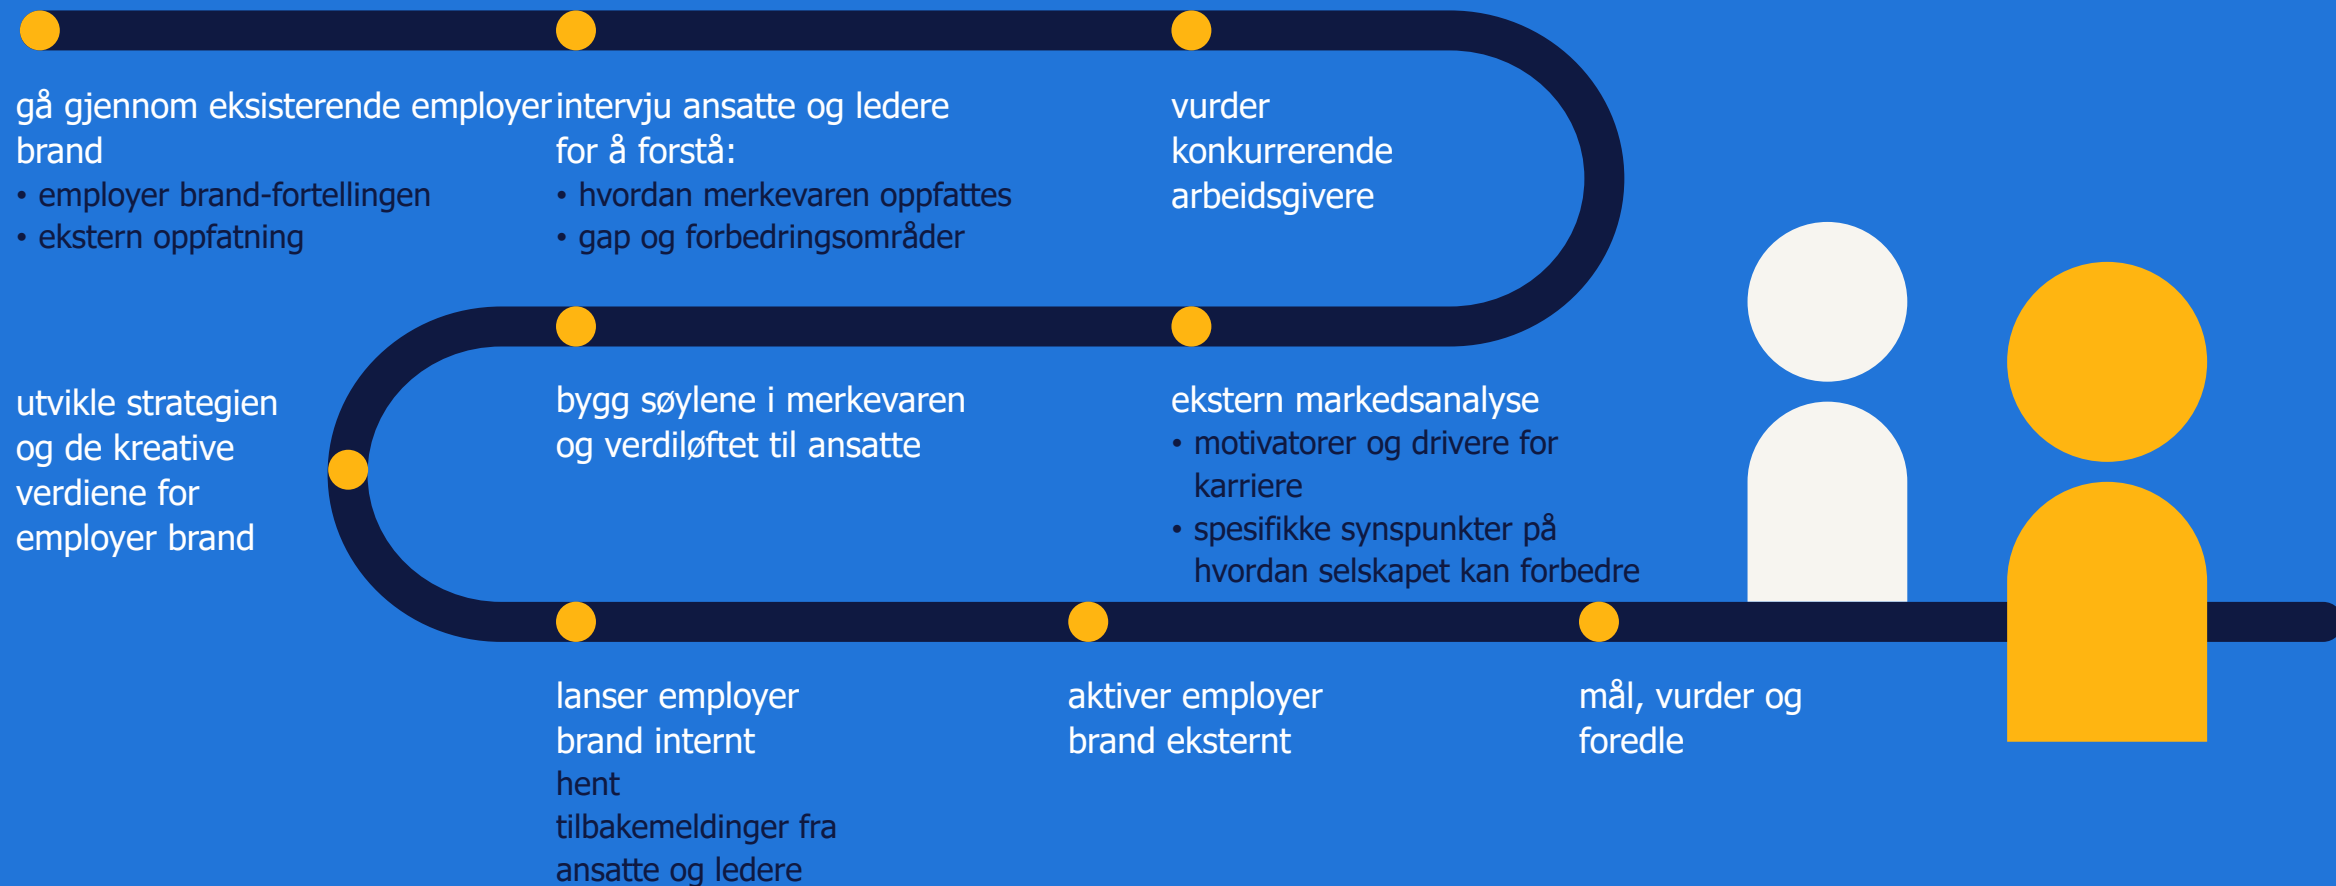 gå gjennom eksisterende employer
brand
• employer brand-fortellingen
• ekstern oppfatning
intervju ansatte og ledere
for å forstå:
• hvordan merkevaren oppfattes
• gap og forbedringsområder
vurder
konkurrerende
arbeidsgivere
ekstern markedsanalyse
• motivatorer og drivere for
karriere
• spesifikke synspunkter på
hvordan selskapet kan forbedre
bygg søylene i merkevaren
og verdiløftet til ansatte
utvikle strategien
og de kreative
verdiene for
employer brand
lanser employer
brand internt
hent
tilbakemeldinger fra
ansatte og ledere
aktiver employer
brand eksternt
mål, vurder og
foredle